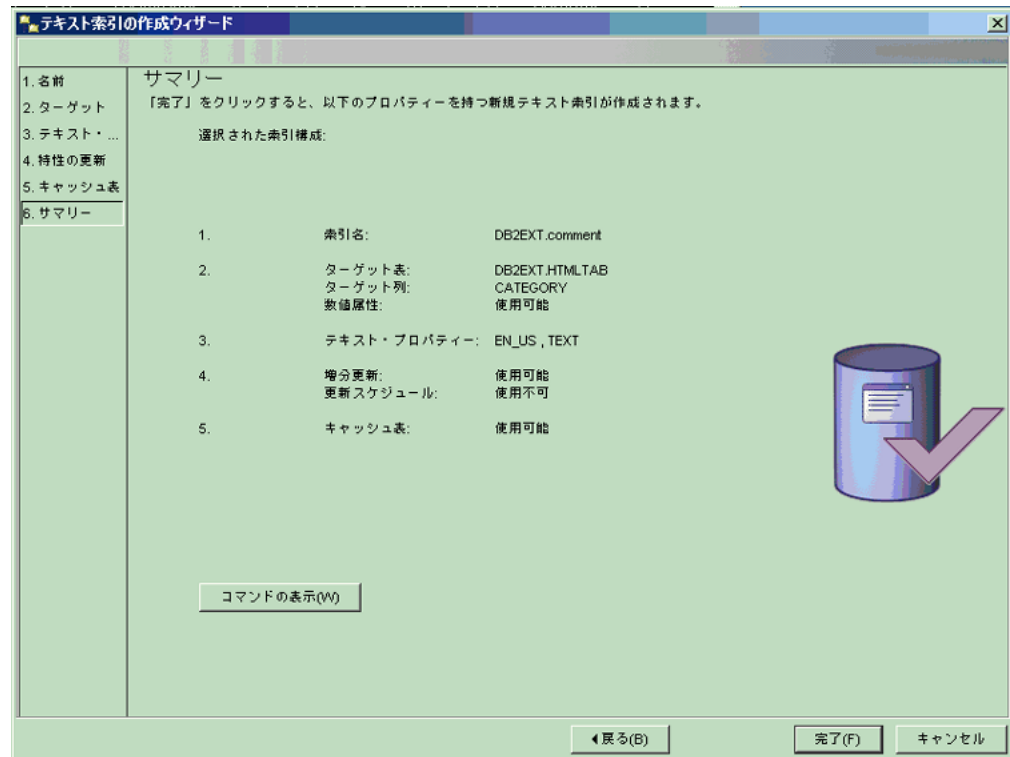 テキスト索引の作成ウィザード
1. 名前
2. ターゲット
3. テキスト・...
4. 特性の更新
5. キャッシュ表
6. サマリー
サマリー
「完了」をクリックすると、以下のプロパティーを持つ新規テキスト索引が作成されます。
選択された索引構成:
1. 索引名: DB2EXT.comment
2. ターゲット表: DB2EXT.HTMLTAB
ターゲット列: CATEGORY
数値属性: 使用可能
3. テキスト・プロパティー: EN_US , TEXT
4. 増分更新: 使用可能
更新スケジュール: 使用不可
5. キャッシュ表: 使用可能
コマンドの表示(W)
戻る(B) 完了(F) キャンセル